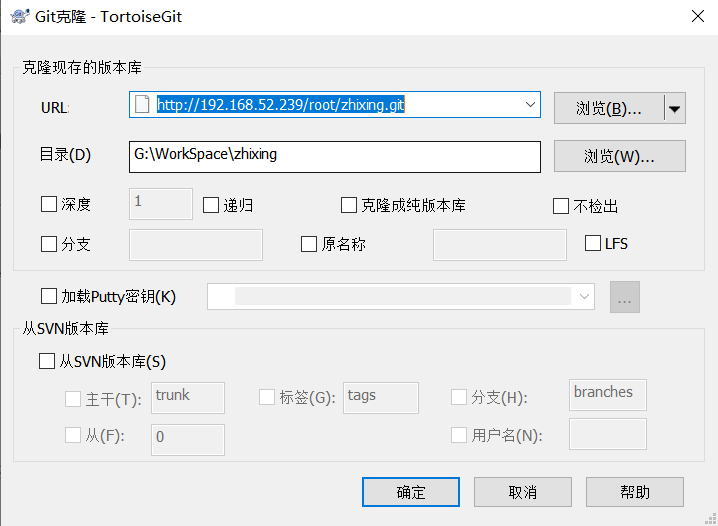 Git克隆 - TortoiseGit
克隆现存的版本库
URL: http://192.168.52.239/root/zhixing.git 浏览(B)...
目录(D) G:\WorkSpace\zhixing 浏览(W)...
深度 1 递归 克隆成纯版本库 不检出
分支 原名称 LFS
加载Putty密钥(K) ...
从SVN版本库
从SVN版本库(S)
主干(T): trunk 标签(G): tags 分支(H): branches
从(F): 0 用户名(N):
确定 取消 帮助